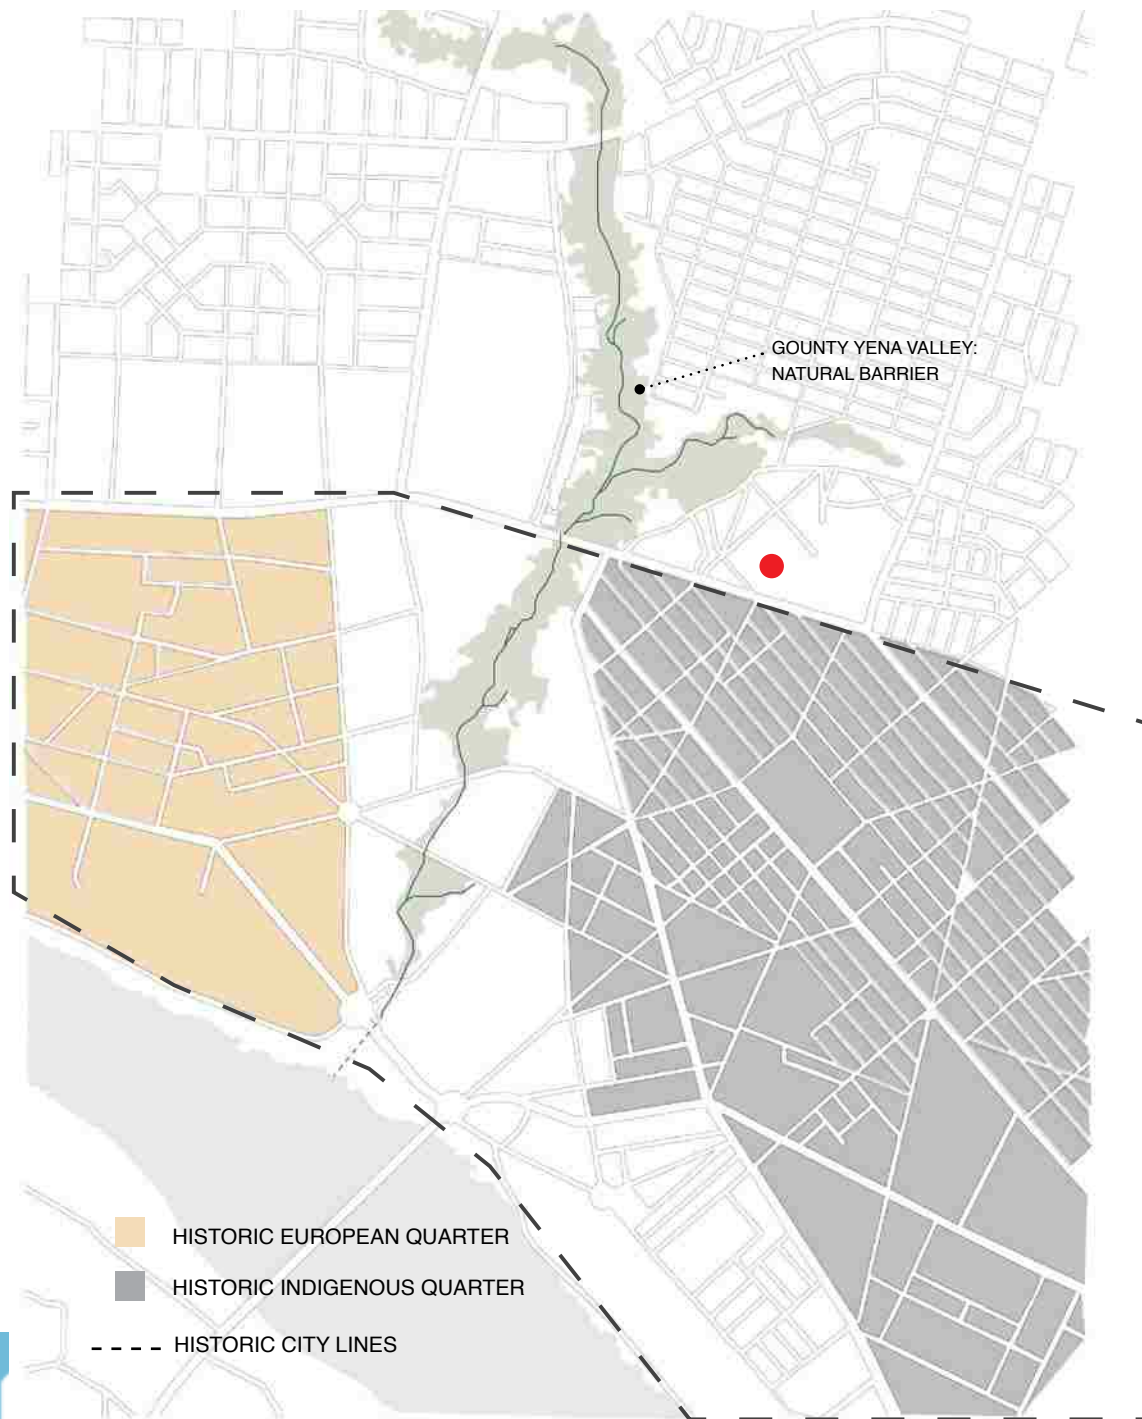 GOUNTY YENA VALLEY:
NATURAL BARRIER
HISTORIC EUROPEAN QUARTER
HISTORIC INDIGENOUS QUARTER
HISTORIC CITY LINES